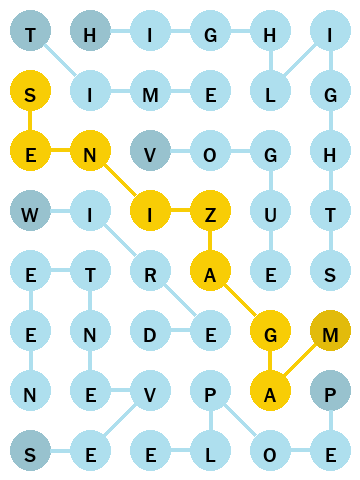 T H I G H I
S I M E L G
E N V O G H
W I I Z U T
E T R A E S
E N D E G M
N E V P A P
S E E L O E